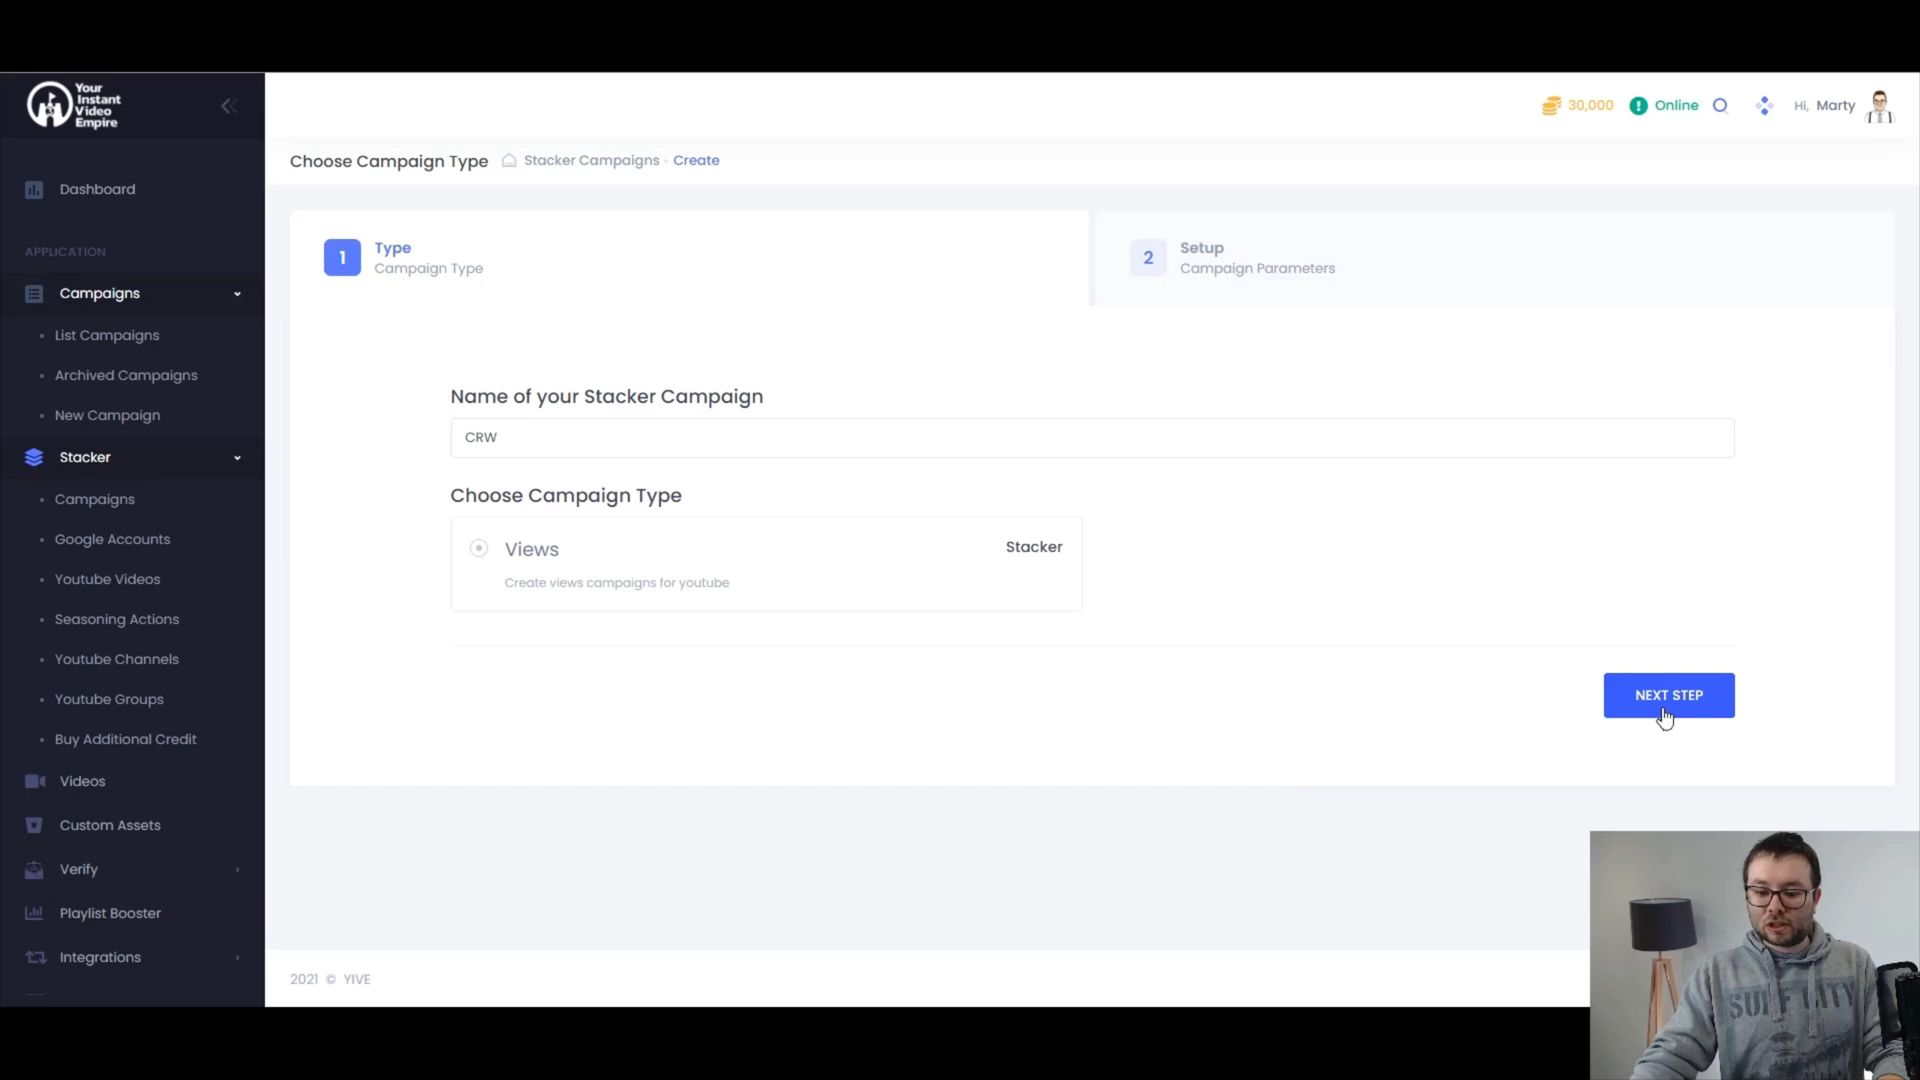 Your
Instant
Video
Empire
30,000
Online
Hi, Marty
Choose Campaign Type
Stacker Campaigns
Create
Dashboard
APPLICATION
Campaigns
List Campaigns
Archived Campaigns
New Campaign
Stacker
Campaigns
Google Accounts
Youtube Videos
Seasoning Actions
Youtube Channels
Youtube Groups
Buy Additional Credit
Videos
Custom Assets
Verify
Playlist Booster
Integrations
1
Type
Campaign Type
2
Setup
Campaign Parameters
Name of your Stacker Campaign
CRW
Choose Campaign Type
Views
Stacker
Create views campaigns for youtube
NEXT STEP
2021 © YIVE
SURF CITY